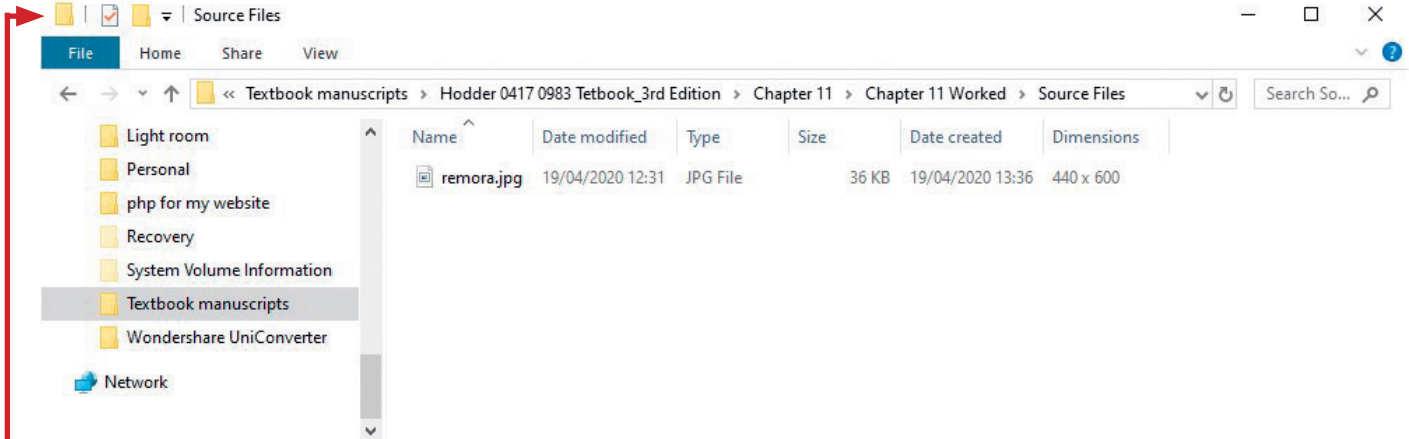 Source Files
File Home Share View
« Textbook manuscripts > Hodder 0417 0983 Tetbook_3rd Edition > Chapter 11 > Chapter 11 Worked > Source Files Search So...
Light room
Personal
php for my website
Recovery
System Volume Information
Textbook manuscripts
Wondershare UniConverter
Network
Name Date modified Type Size Date created Dimensions
remora.jpg 19/04/2020 12:31 JPG File 36 KB 19/04/2020 13:36 440 x 600